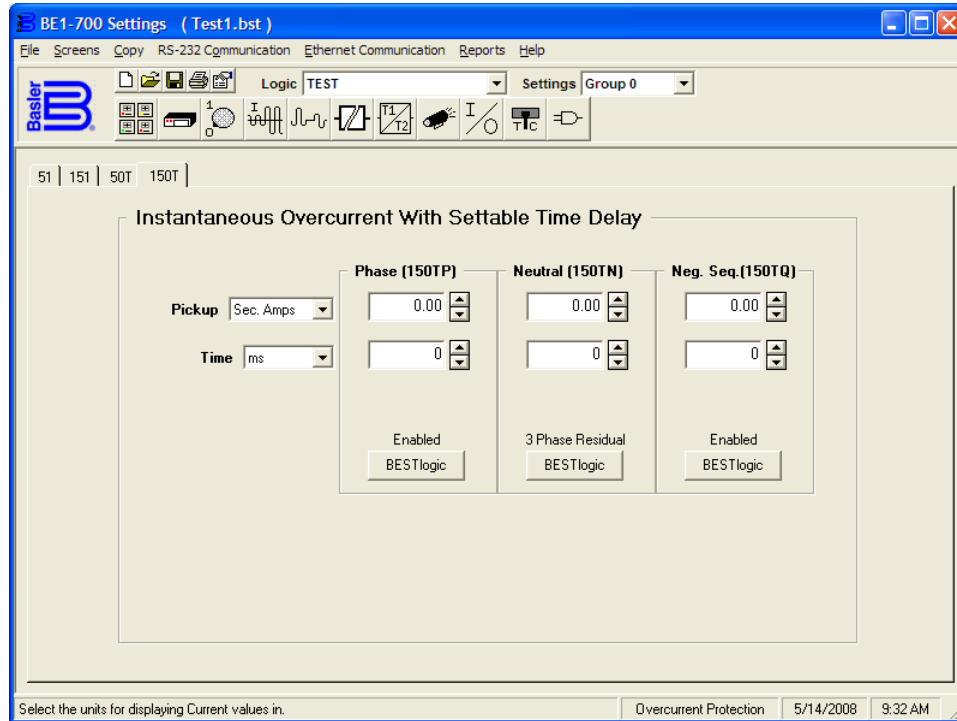 BE1-700 Settings ( Test1.bst )
File Screens Copy RS-232 Communication Ethernet Communication Reports Help
Basler
Logic TEST Settings Group 0
1 0 I T1 T2 I O T C
51 151 50T 150T
Instantaneous Overcurrent With Settable Time Delay
Phase (150TP) Neutral (150TN) Neg. Seq.(150TQ)
Pickup Sec. Amps 0.00 0.00 0.00
Time ms 0 0 0
Enabled 3 Phase Residual Enabled
BESTlogic BESTlogic BESTlogic
Select the units for displaying Current values in. Overcurrent Protection 5/14/2008 9:32 AM